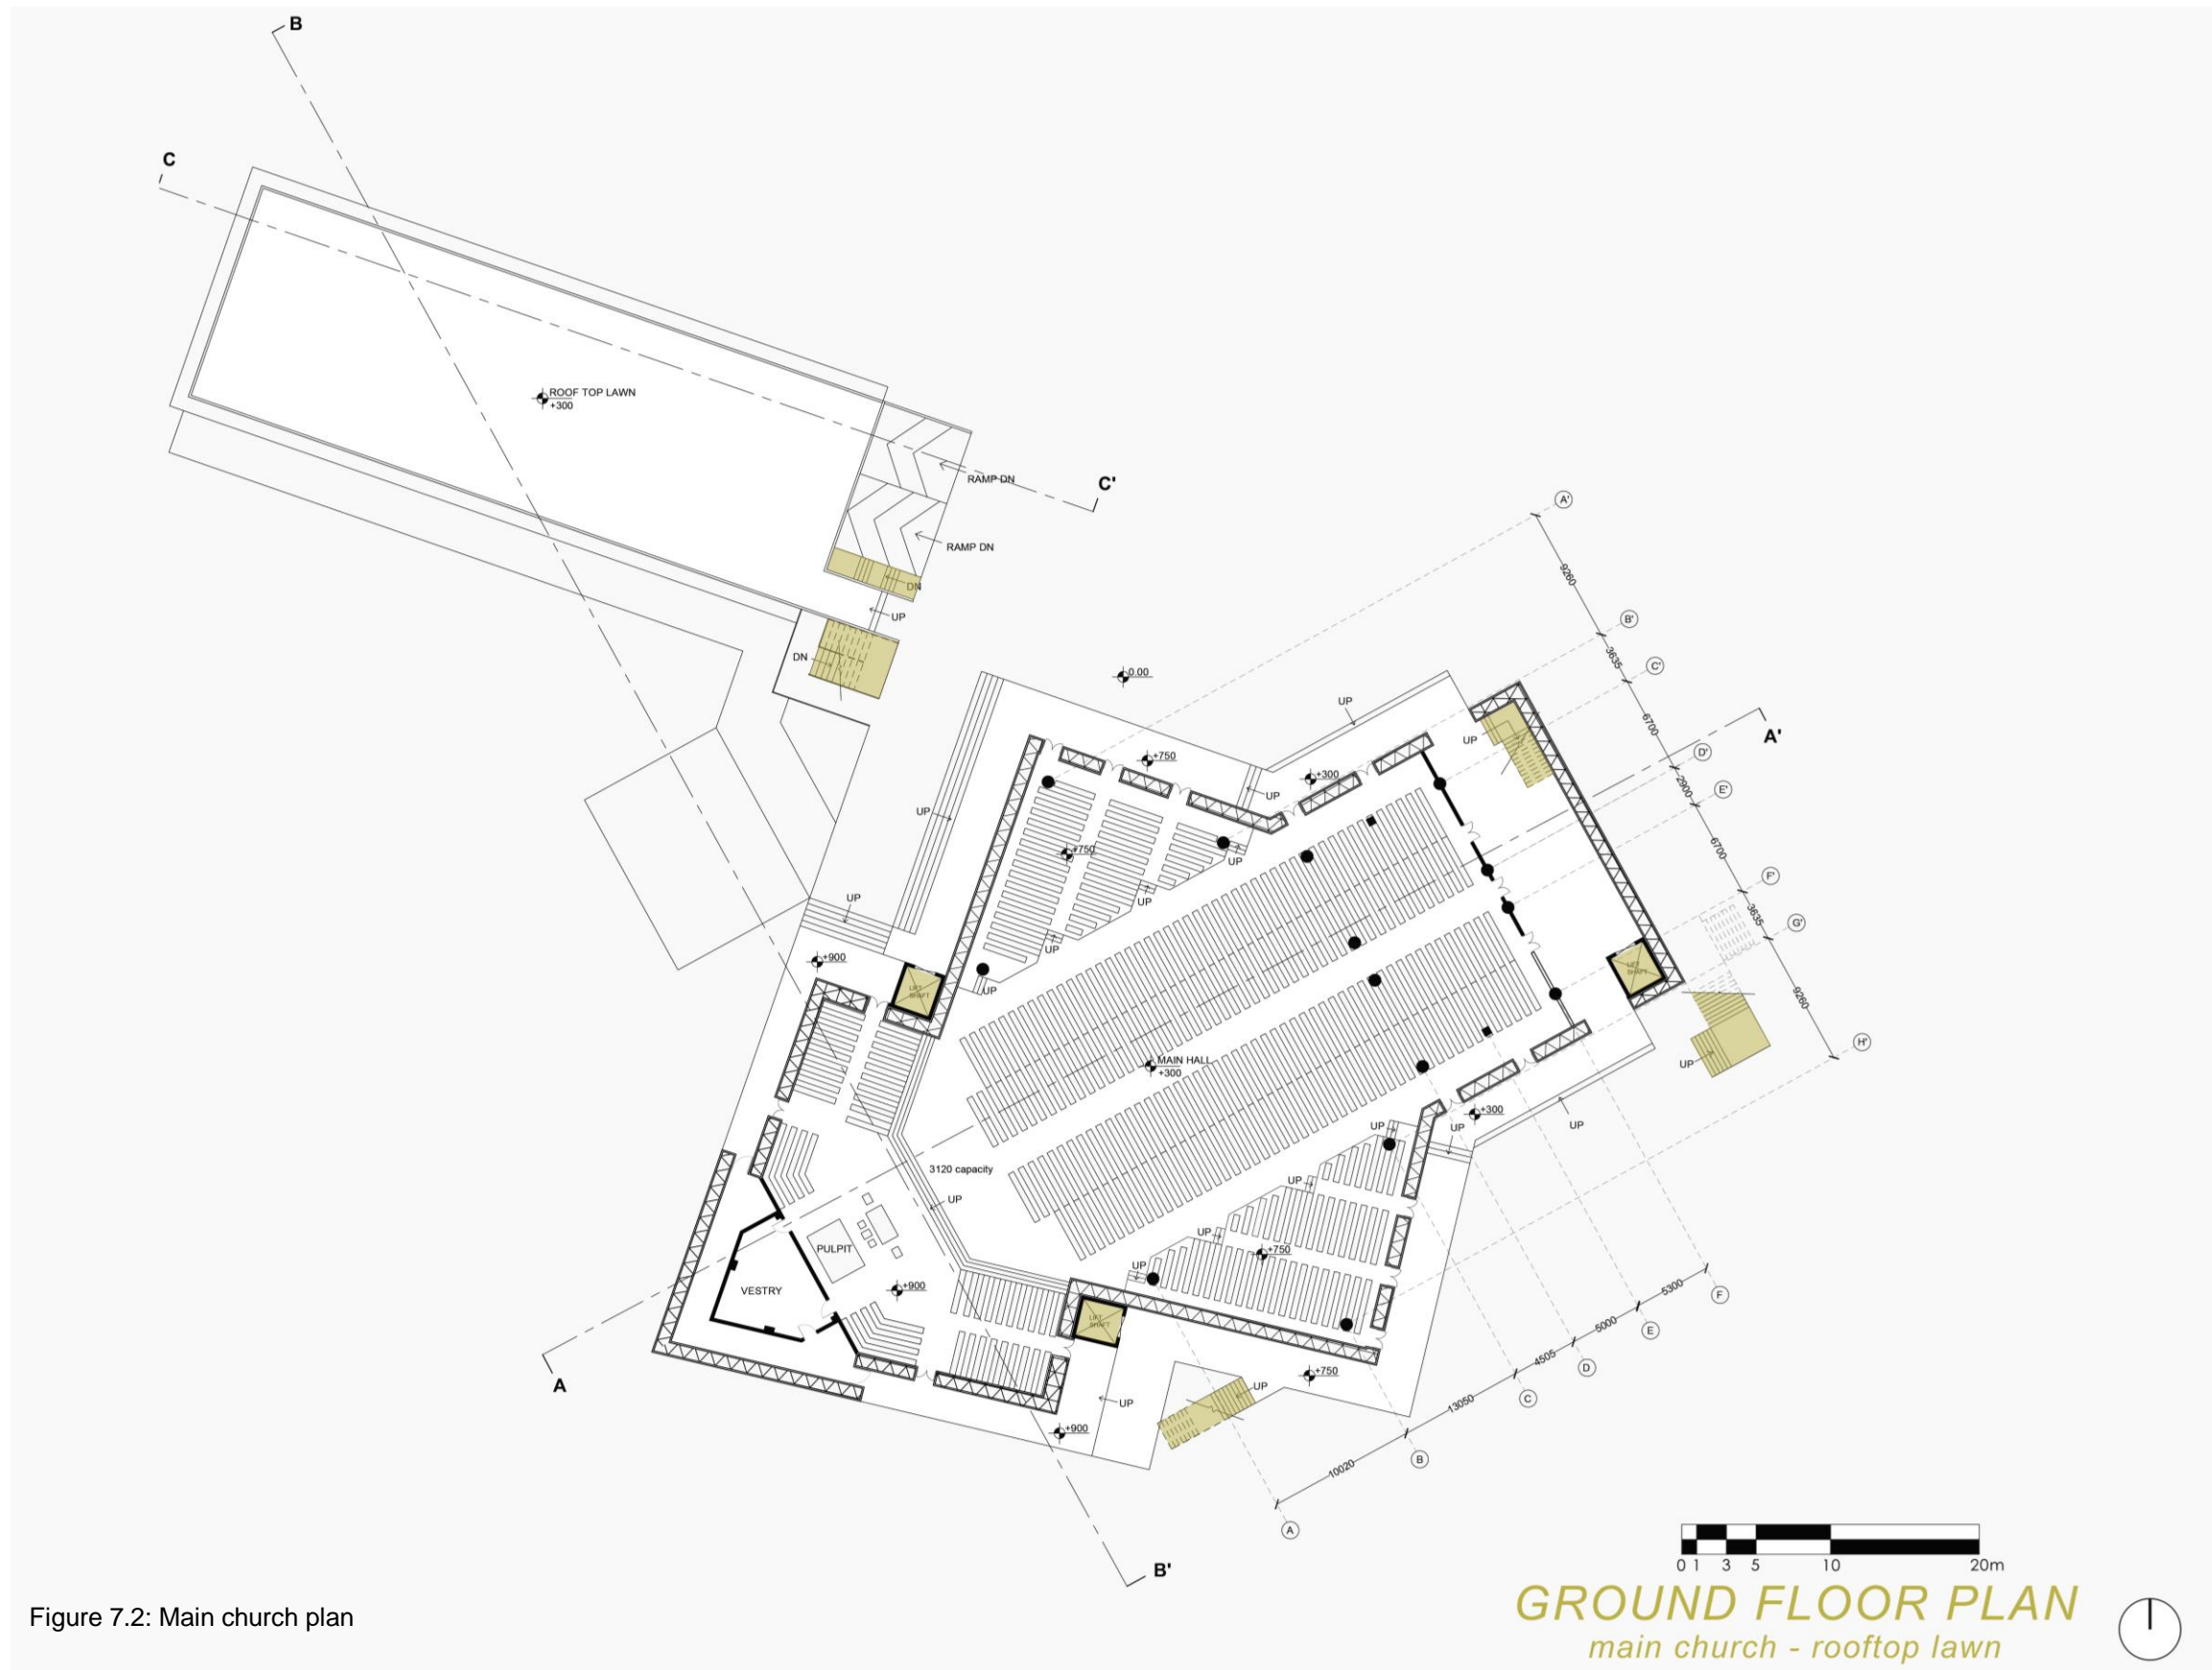 B
C
ROOF TOP LAWN
+300
RAMP DN
C'
RAMP DN
DN
UP
DN
A'
9260
B'
3635
C'
6700
D'
2900
E'
6700
F'
3635
G'
9260
H'
A'
0.00
UP
UP
+750
+300
UP
UP
+750
UP
UP
UP
UP
UP
+900
LIFT
SHAFT
LIFT
SHAFT
UP
MAIN HALL
+300
+300
UP
UP
UP
3120 capacity
UP
UP
UP
+750
UP
PULPIT
VESTRY
+900
LIFT
SHAFT
A
+750
UP
UP
+900
5300
F
5000
E
4505
D
13050
C
10020
B
A
B'
0 1 3 5 10 20m
GROUND FLOOR PLAN
main church - rooftop lawn
Figure 7.2: Main church plan